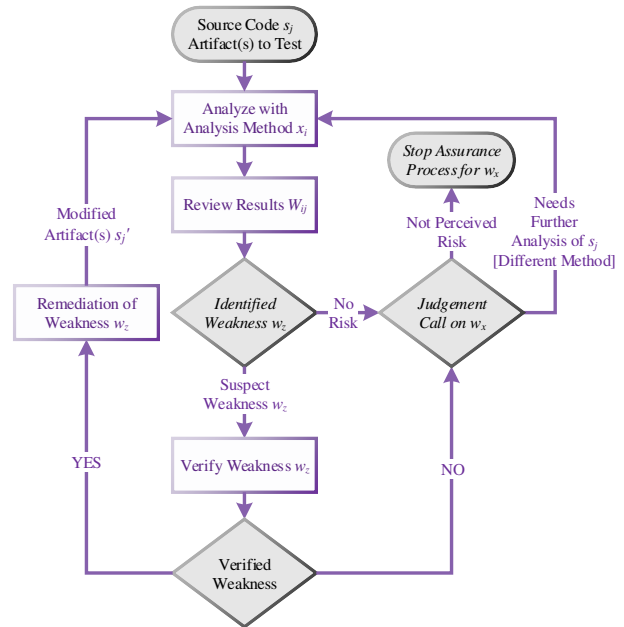 Source Code s_j
Artifact(s) to Test
Analyze with
Analysis Method x_i
Stop Assurance
Process for w_x
Review Results W_ij
Modified
Artifact(s) s_j'
Not Perceived
Risk
Needs
Further
Analysis of s_j
[Different Method]
Remediation of
Weakness w_z
Identified
Weakness w_z
No
Risk
Judgement
Call on w_x
Suspect
Weakness w_z
YES
Verify Weakness w_z
NO
Verified
Weakness